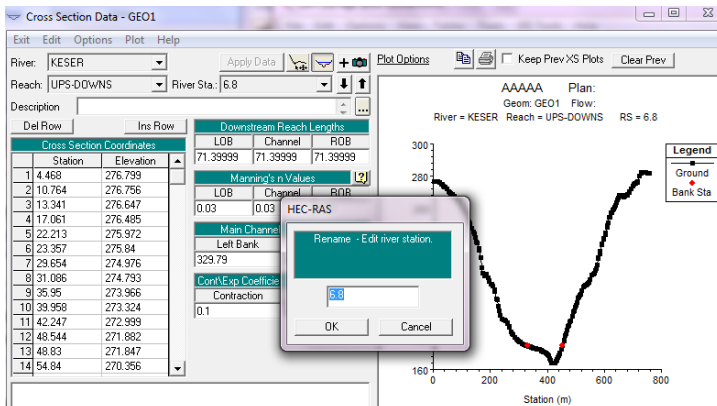 Cross Section Data - GEO1
Exit Edit Options Plot Help
River: KESER
Apply Data
Plot Options
Keep Prev XS Plots
Clear Prev
Reach: UPS-DOWNS
River Sta.: 6.8
Description
...
Del Row
Ins Row
Cross Section Coordinates
Station Elevation
1 4.468 276.799
2 10.764 276.756
3 13.341 276.647
4 17.061 276.485
5 22.213 275.972
6 23.357 275.84
7 29.654 274.976
8 31.086 274.793
9 35.95 273.966
10 39.958 273.324
11 42.247 272.999
12 48.544 271.882
13 48.83 271.847
14 54.84 270.356
Downstream Reach Lengths
LOB Channel ROB
71.39999 71.39999 71.39999
Manning's n Values
?
LOB Channel ROB
0.03 0.03
Main Channel
Left Bank
329.79
Cont\Exp Coefficie
Contraction
0.1
HEC-RAS
Rename - Edit river station.
6.8
OK
Cancel
AAAAA Plan:
Geom: GEO1 Flow:
River = KESER Reach = UPS-DOWNS RS = 6.8
300
280
160
0 200 400 600 800
Station (m)
Legend
Ground
Bank Sta